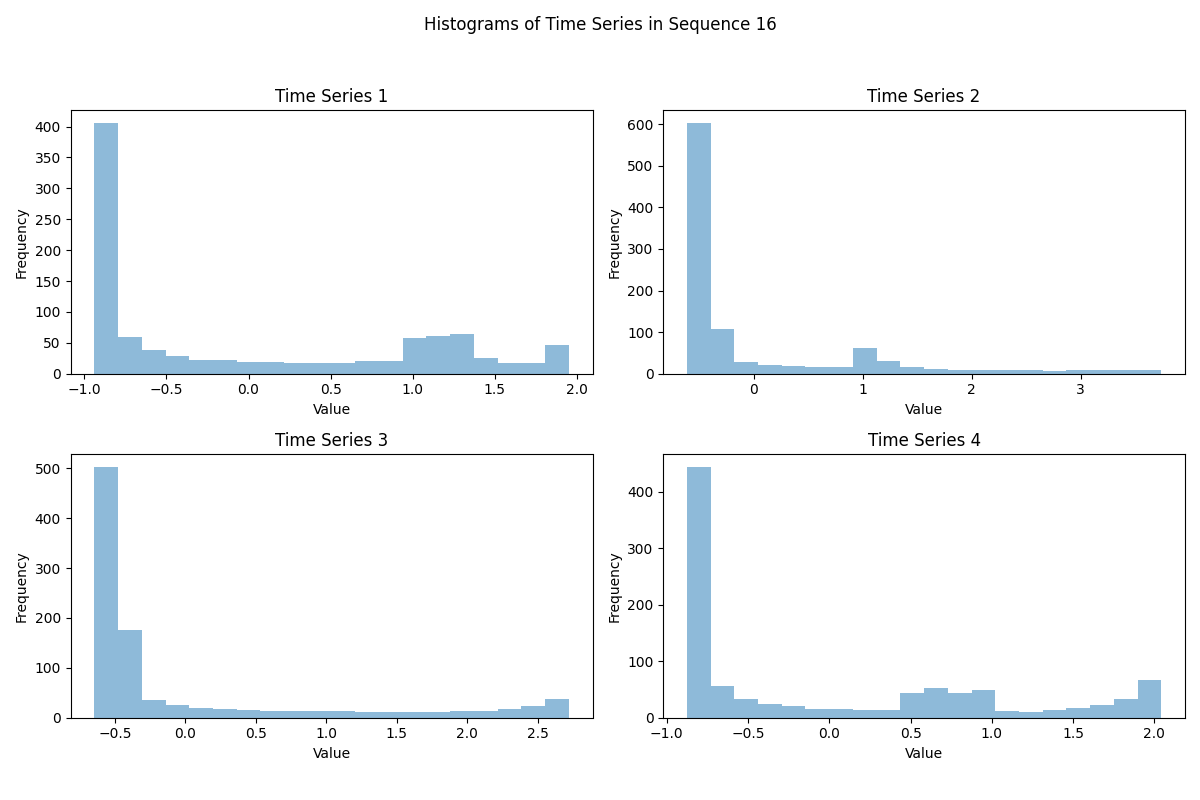 Histograms of Time Series in Sequence 16
Time Series 1
Frequency
400
350
300
250
200
150
100
50
0
−1.0 −0.5 0.0 0.5 1.0 1.5 2.0
Value
Time Series 2
Frequency
600
500
400
300
200
100
0
0 1 2 3
Value
Time Series 3
Frequency
500
400
300
200
100
0
−0.5 0.0 0.5 1.0 1.5 2.0 2.5
Value
Time Series 4
Frequency
400
300
200
100
0
−1.0 −0.5 0.0 0.5 1.0 1.5 2.0
Value